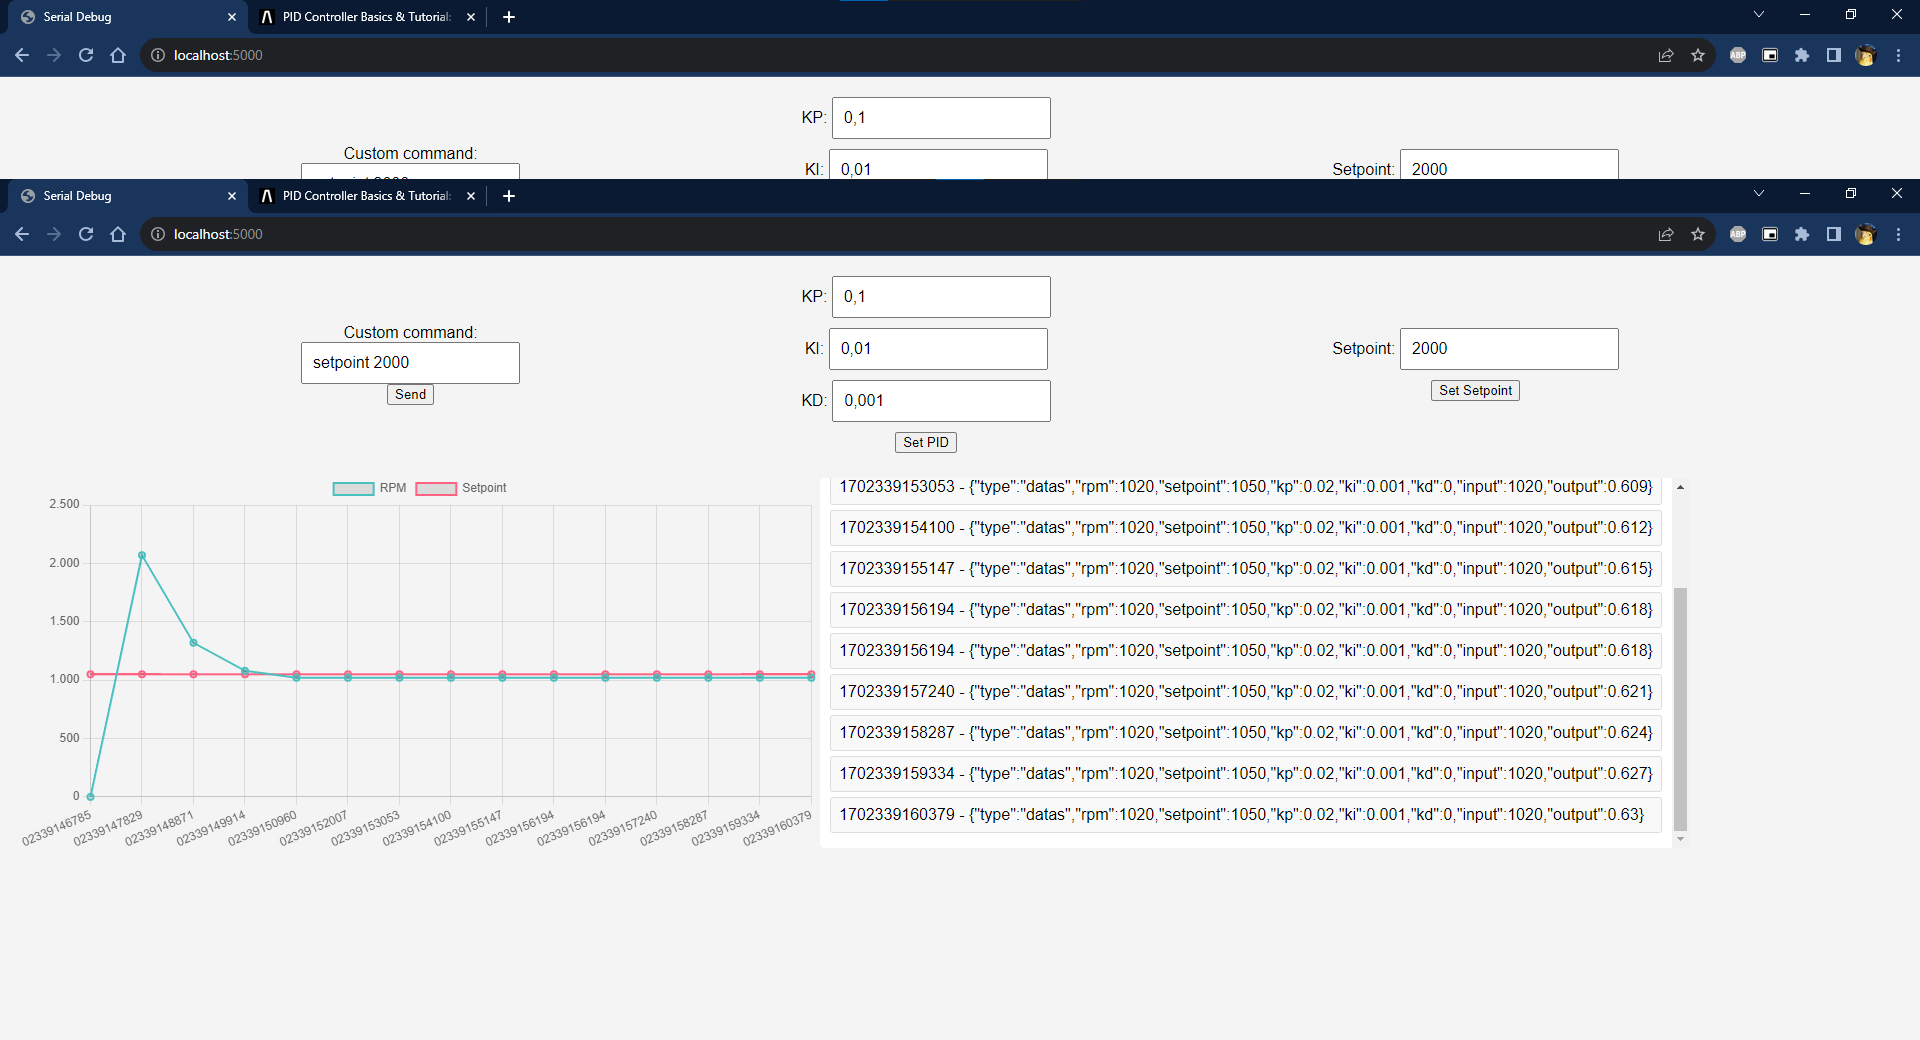 Serial Debug
PID Controller Basics & Tutorial:
localhost:5000
ABP
KP: 0,1
Custom command:
KI: 0,01
Setpoint: 2000
Serial Debug
PID Controller Basics & Tutorial:
localhost:5000
ABP
KP: 0,1
Custom command:
setpoint 2000
Send
KI: 0,01
KD: 0,001
Set PID
Setpoint: 2000
Set Setpoint
RPM
Setpoint
2.500
2.000
1.500
1.000
500
0
02339146785
02339147829
02339148871
02339149914
02339150960
02339152007
02339153053
02339154100
02339155147
02339156194
02339156194
02339157240
02339158287
02339159334
02339160379
1702339153053 - {"type":"datas","rpm":1020,"setpoint":1050,"kp":0.02,"ki":0.001,"kd":0,"input":1020,"output":0.609}
1702339154100 - {"type":"datas","rpm":1020,"setpoint":1050,"kp":0.02,"ki":0.001,"kd":0,"input":1020,"output":0.612}
1702339155147 - {"type":"datas","rpm":1020,"setpoint":1050,"kp":0.02,"ki":0.001,"kd":0,"input":1020,"output":0.615}
1702339156194 - {"type":"datas","rpm":1020,"setpoint":1050,"kp":0.02,"ki":0.001,"kd":0,"input":1020,"output":0.618}
1702339156194 - {"type":"datas","rpm":1020,"setpoint":1050,"kp":0.02,"ki":0.001,"kd":0,"input":1020,"output":0.618}
1702339157240 - {"type":"datas","rpm":1020,"setpoint":1050,"kp":0.02,"ki":0.001,"kd":0,"input":1020,"output":0.621}
1702339158287 - {"type":"datas","rpm":1020,"setpoint":1050,"kp":0.02,"ki":0.001,"kd":0,"input":1020,"output":0.624}
1702339159334 - {"type":"datas","rpm":1020,"setpoint":1050,"kp":0.02,"ki":0.001,"kd":0,"input":1020,"output":0.627}
1702339160379 - {"type":"datas","rpm":1020,"setpoint":1050,"kp":0.02,"ki":0.001,"kd":0,"input":1020,"output":0.63}